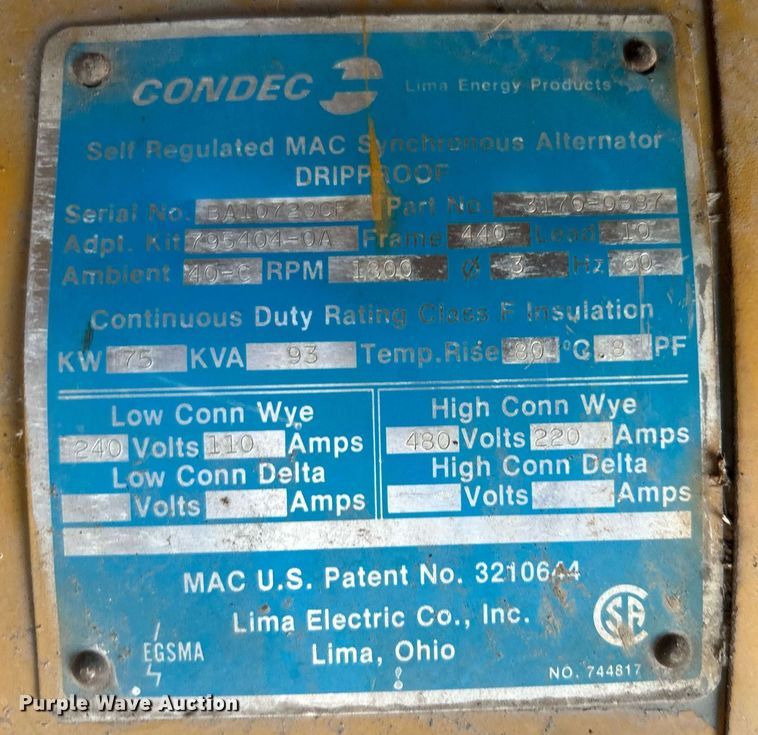 CONDEC Lima Energy Products
Self Regulated MAC Synchronous Alternator
DRIPPROOF
Serial No. Part No.
Adpt. Kit 795404-0A Frame 440 Lead 10
Ambient 40-C RPM 1800 Ø 3 Hz 60
Continuous Duty Rating Class F Insulation
KW 75 KVA 93 Temp. Rise 80 °C .8 PF
Low Conn Wye
240 Volts 110 Amps
Low Conn Delta
Volts Amps
High Conn Wye
480 Volts 220 Amps
High Conn Delta
Volts Amps
MAC U.S. Patent No. 3210644
Lima Electric Co., Inc.
Lima, Ohio
EGSMA
CSA
NO. 744817
Purple Wave Auction